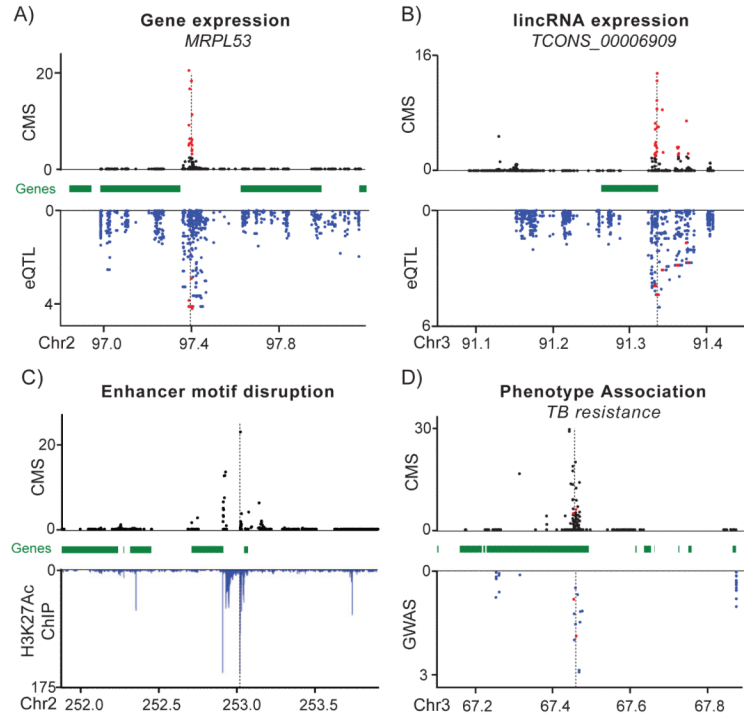 A)
Gene expression
MRPL53
20
CMS
0
Genes
0
eQTL
4
Chr2 97.0 97.4 97.8
B)
lincRNA expression
TCONS_00006909
16
CMS
0
0
eQTL
6
Chr3 91.1 91.2 91.3 91.4
C)
Enhancer motif disruption
20
CMS
0
Genes
0
H3K27Ac
ChIP
175
Chr2 252.0 252.5 253.0 253.5
D)
Phenotype Association
TB resistance
30
CMS
0
0
GWAS
3
Chr3 67.2 67.4 67.6 67.8